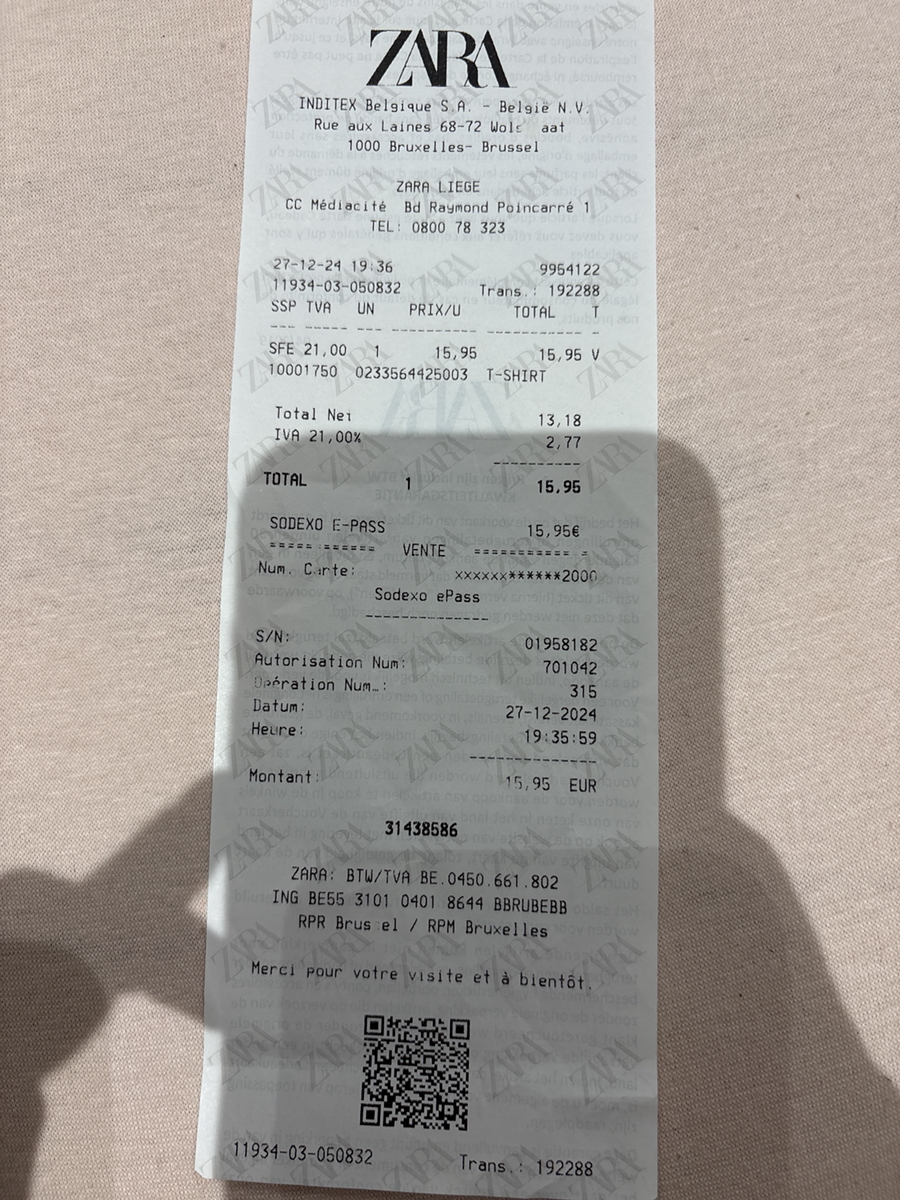 ZARA
INDITEX Belgique S.A. - België N.V.
Rue aux Laines 68-72 Wols aat
1000 Bruxelles- Brussel
ZARA LIEGE
CC Médiacité Bd Raymond Poincarré 1
TEL: 0800 78 323
27-12-24 19:36 9954122
11934-03-050832 Trans.: 192288
SSP TVA UN PRIX/U TOTAL T
--- --- ----- --- ---------- ----------- -
SFE 21,00 1 15,95 15,95 V
10001750 0233564425003 T-SHIRT
Total Net 13,18
IVA 21,00% 2,77
----------
TOTAL 1 15,95
SODEXO E-PASS 15,95€
===== ====== VENTE =========== =
Num. Carte: xxxxxx******2000
Sodexo ePass
--------------
S/N: 01958182
Autorisation Num: 701042
Opération Num.: 315
Datum: 27-12-2024
Heure: 19:35:59
--------------
Montant: 15,95 EUR
31438586
ZARA: BTW/TVA BE.0450.661.802
ING BE55 3101 0401 8644 BBRUBEBB
RPR Brus el / RPM Bruxelles
Merci pour votre visite et à bientôt.
11934-03-050832 Trans.: 192288